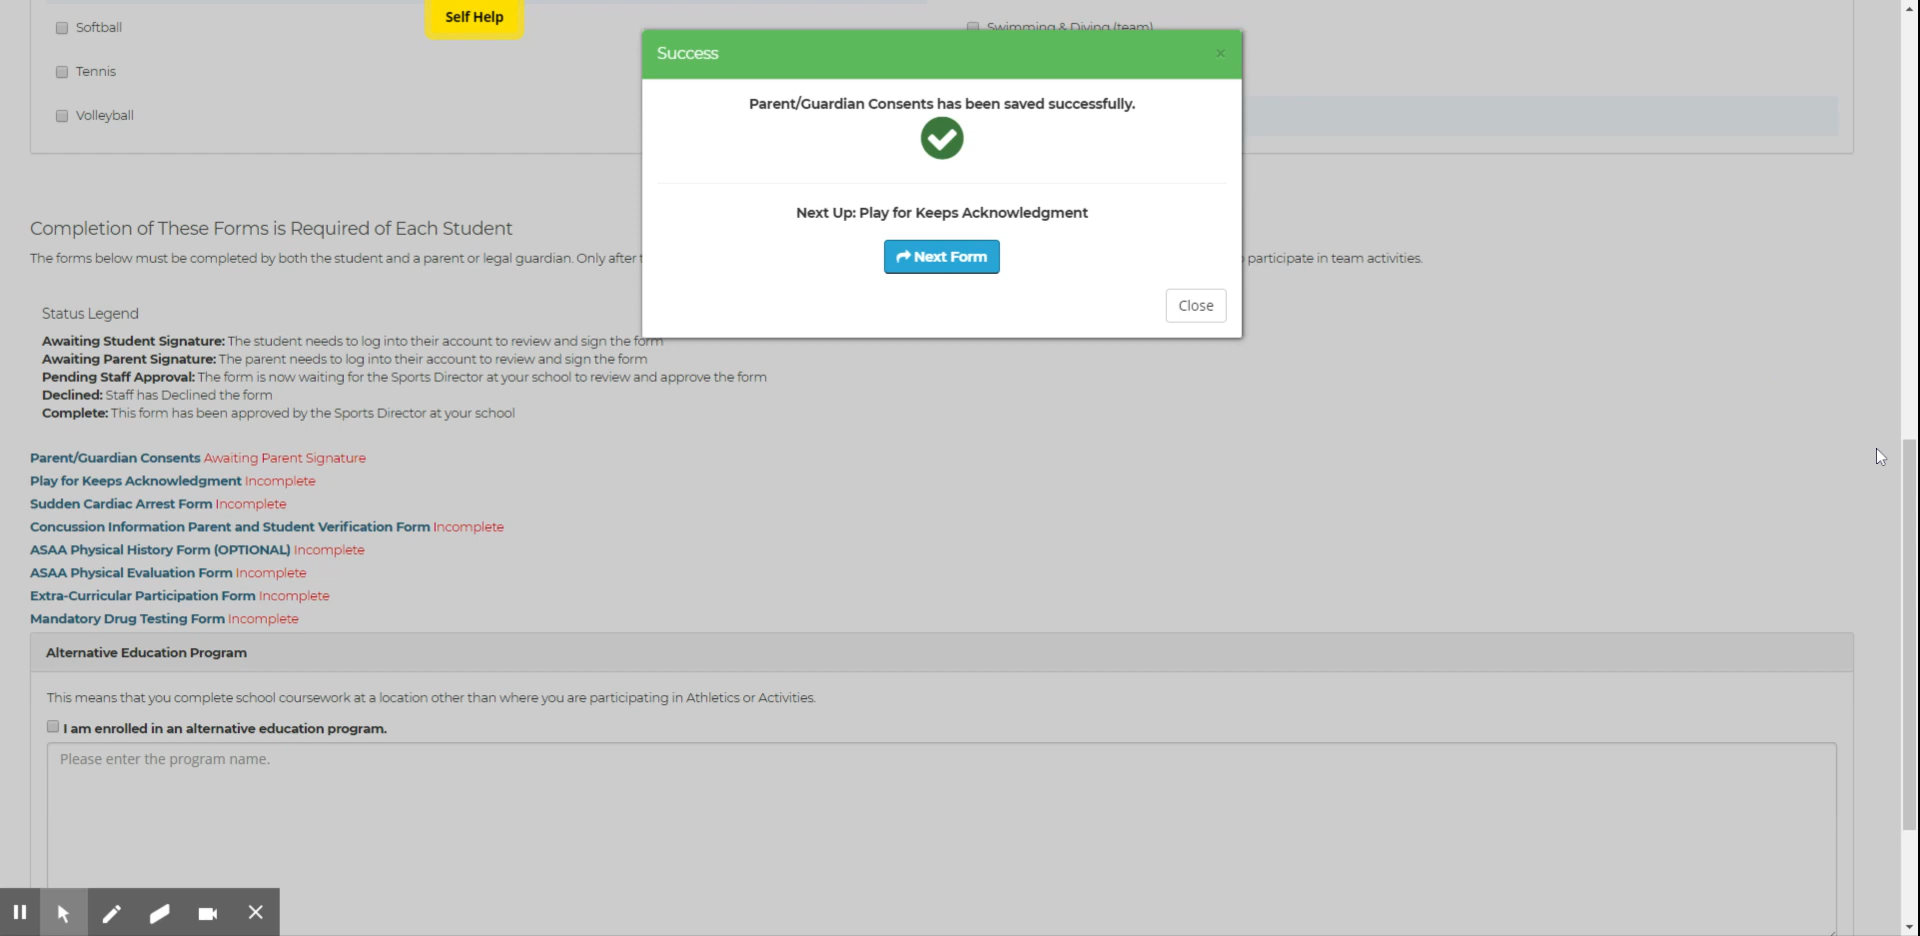 Self Help
Softball
Swimming & Diving (team)
Tennis
Volleyball
Success ×
Parent/Guardian Consents has been saved successfully.
Next Up: Play for Keeps Acknowledgment
Next Form
Close
Completion of These Forms is Required of Each Student
The forms below must be completed by both the student and a parent or legal guardian. Only after participate in team activities.
Status Legend
Awaiting Student Signature: The student needs to log into their account to review and sign the form
Awaiting Parent Signature: The parent needs to log into their account to review and sign the form
Pending Staff Approval: The form is now waiting for the Sports Director at your school to review and approve the form
Declined: Staff has Declined the form
Complete: This form has been approved by the Sports Director at your school
Parent/Guardian Consents Awaiting Parent Signature
Play for Keeps Acknowledgment Incomplete
Sudden Cardiac Arrest Form Incomplete
Concussion Information Parent and Student Verification Form Incomplete
ASAA Physical History Form (OPTIONAL) Incomplete
ASAA Physical Evaluation Form Incomplete
Extra-Curricular Participation Form Incomplete
Mandatory Drug Testing Form Incomplete
Alternative Education Program
This means that you complete school coursework at a location other than where you are participating in Athletics or Activities.
I am enrolled in an alternative education program.
Please enter the program name.